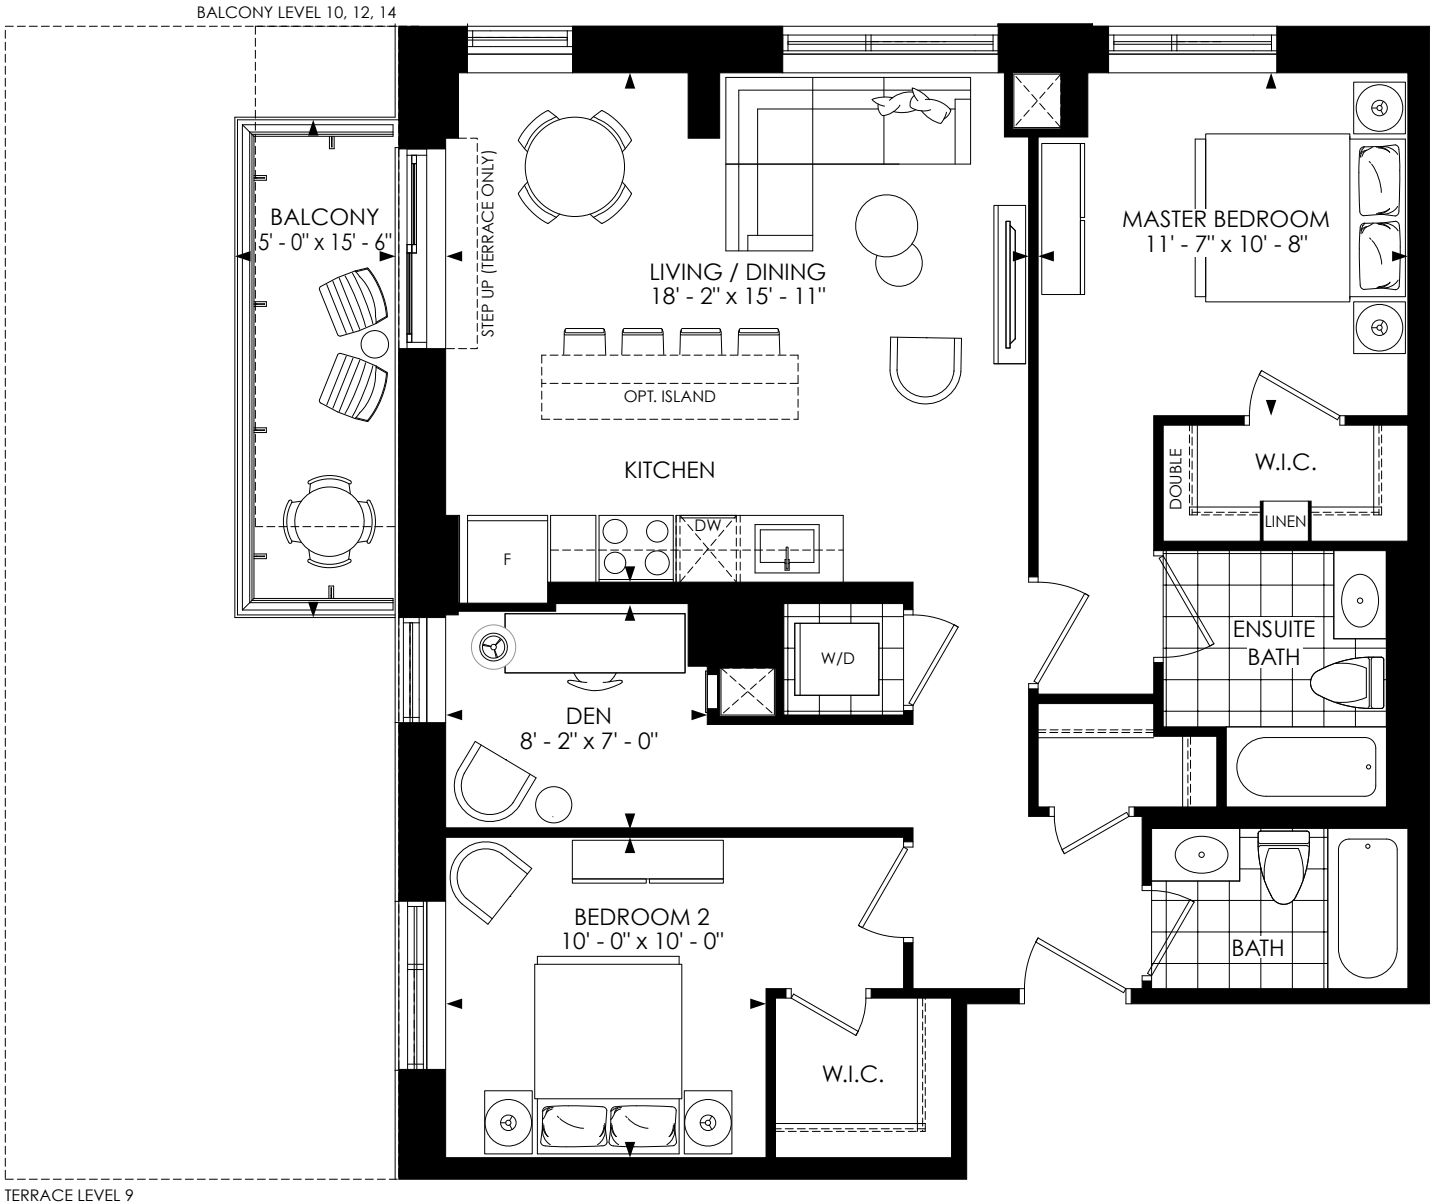 BALCONY LEVEL 10, 12, 14
BALCONY
5' - 0" x 15' - 6"
STEP UP (TERRACE ONLY)
LIVING / DINING
18' - 2" x 15' - 11"
MASTER BEDROOM
11' - 7" x 10' - 8"
OPT. ISLAND
KITCHEN
DOUBLE
W.I.C.
LINEN
F
DW
W/D
ENSUITE
BATH
DEN
8' - 2" x 7' - 0"
BEDROOM 2
10' - 0" x 10' - 0"
BATH
W.I.C.
TERRACE LEVEL 9